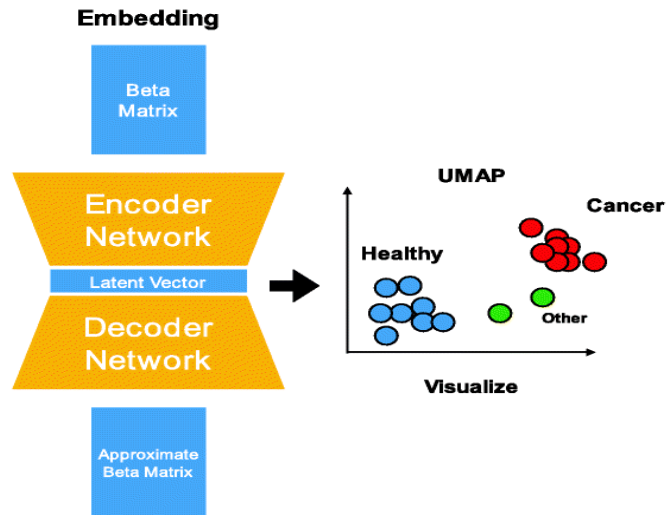 Embedding
Beta
Matrix
Encoder
Network
Latent Vector
Decoder
Network
Approximate
Beta Matrix
UMAP
Cancer
Healthy
Other
Visualize